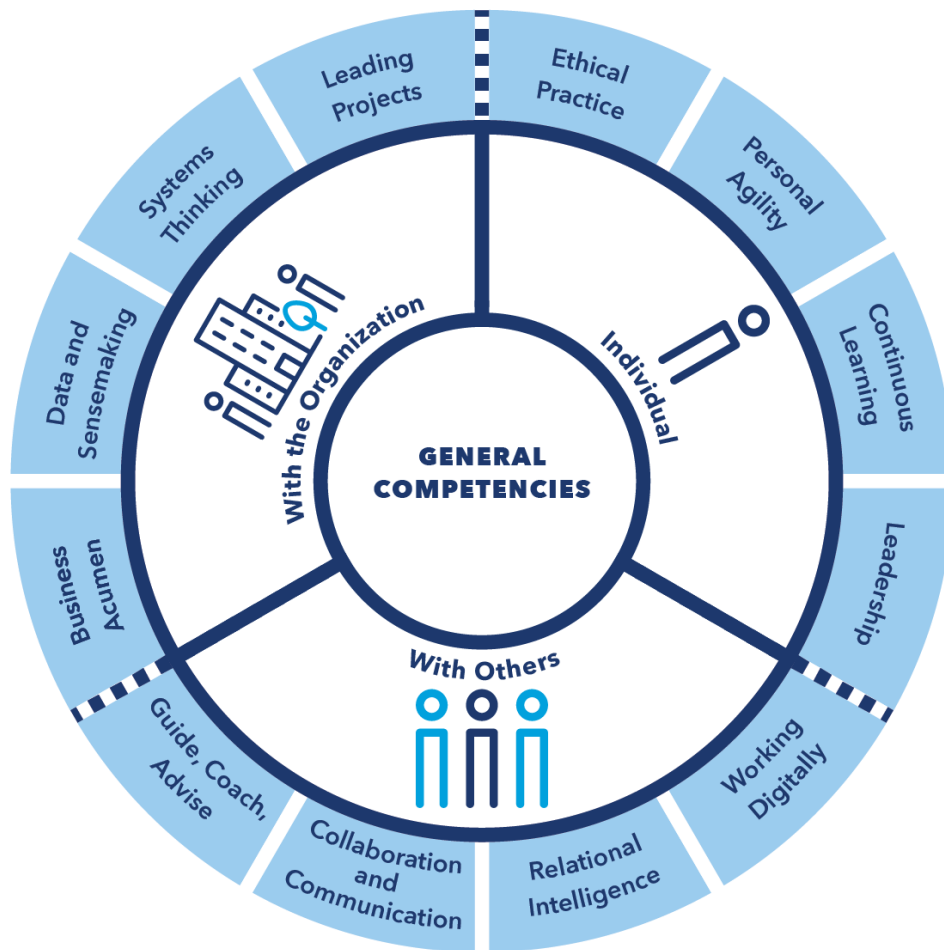 GENERAL
COMPETENCIES
Individual
Ethical
Practice
Personal
Agility
Continuous
Learning
Leadership
With Others
Working
Digitally
Relational
Intelligence
Collaboration
and
Communication
Guide, Coach,
Advise
With the Organization
Business
Acumen
Data and
Sensemaking
Systems
Thinking
Leading
Projects